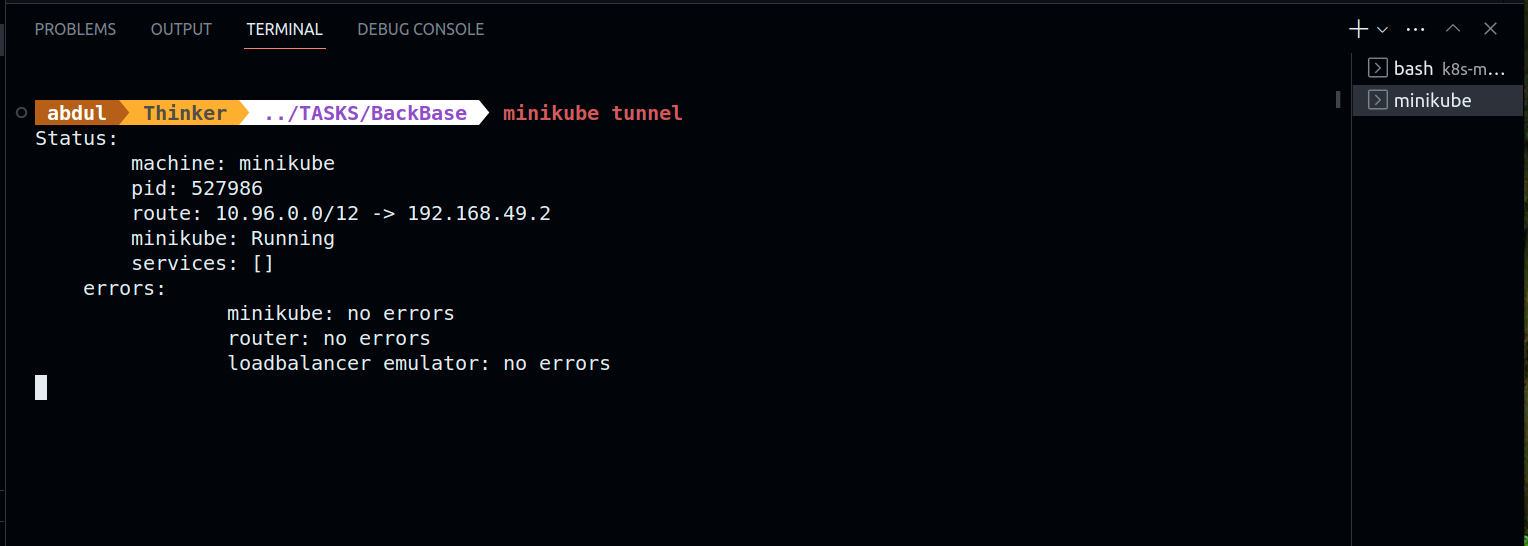 PROBLEMS OUTPUT TERMINAL DEBUG CONSOLE
bash k8s-m...
minikube
abdul Thinker ../TASKS/BackBase minikube tunnel
Status:
machine: minikube
pid: 527986
route: 10.96.0.0/12 -> 192.168.49.2
minikube: Running
services: []
errors:
minikube: no errors
router: no errors
loadbalancer emulator: no errors